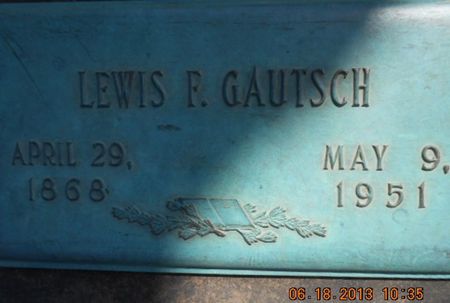 LEWIS F. GAUTSCH
APRIL 29, MAY 9,
1868 1951
06.18.2013 10:35